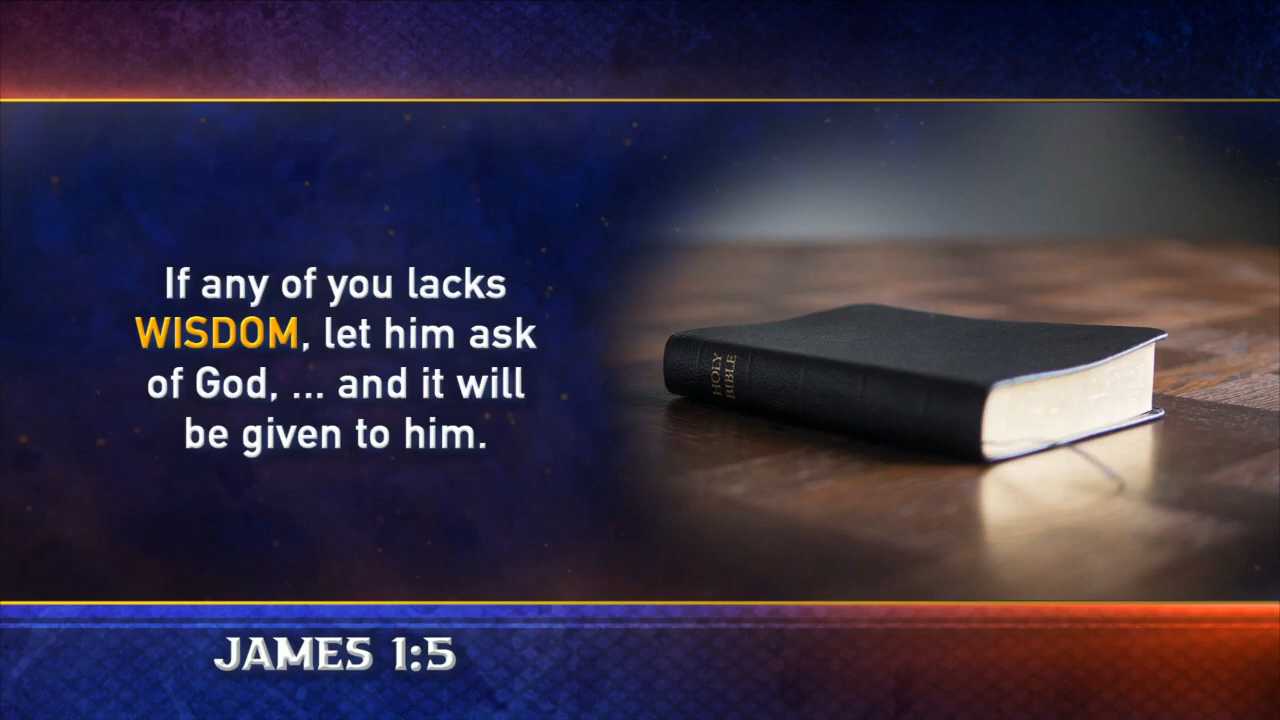 If any of you lacks
WISDOM, let him ask
of God, ... and it will
be given to him.
HOLY
BIBLE
JAMES 1:5